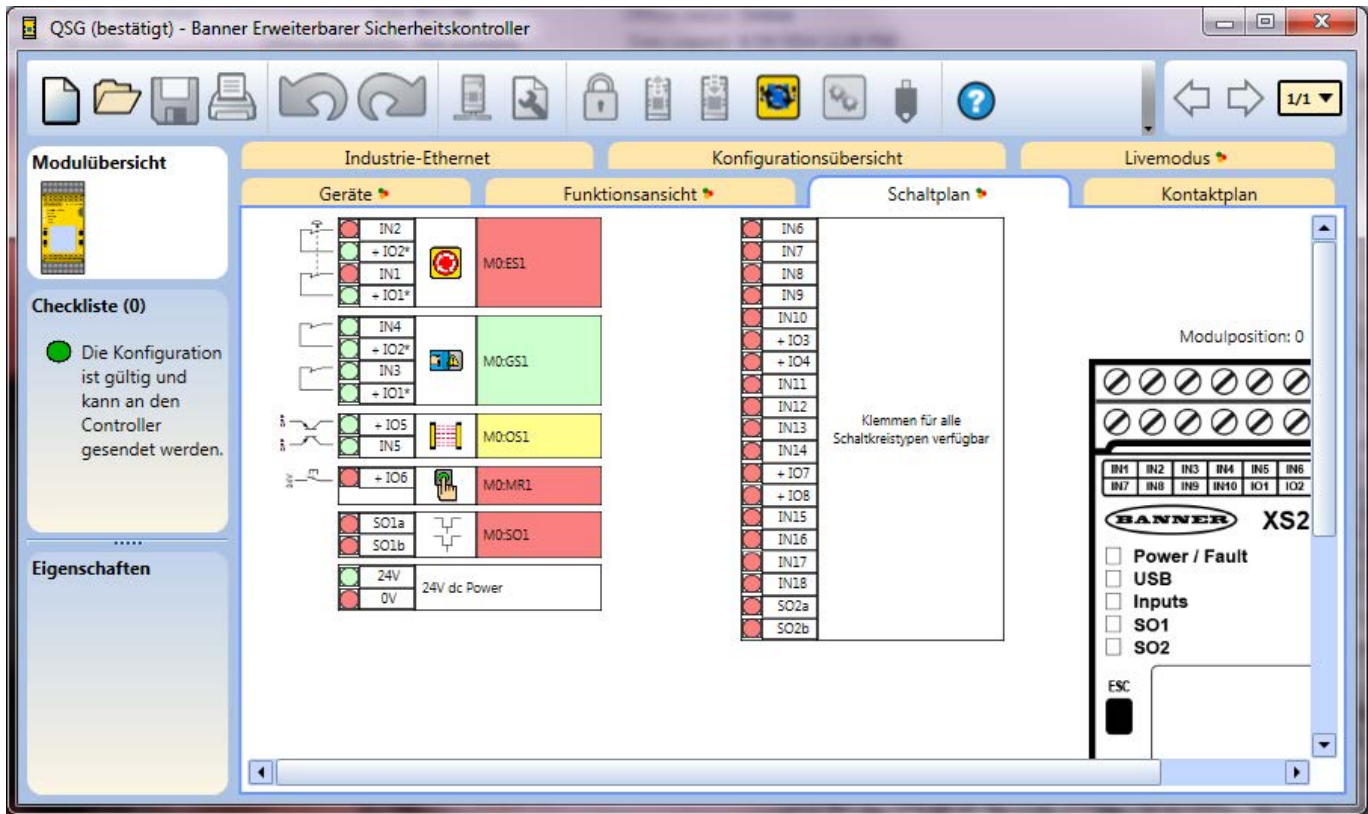 QSG (bestätigt) - Banner Erweiterbarer Sicherheitskontroller
1/1
Modulübersicht
Checkliste (0)
Die Konfiguration
ist gültig und
kann an den
Controller
gesendet werden.
Eigenschaften
Industrie-Ethernet
Konfigurationsübersicht
Livemodus
Geräte
Funktionsansicht
Schaltplan
Kontaktplan
IN2
+ IO2*
IN1
+ IO1*
M0:ES1
IN4
+ IO2*
IN3
+ IO1*
M0:GS1
+ IO5
IN5
M0:OS1
24V
+ IO6
M0:MR1
SO1a
SO1b
M0:SO1
24V
0V
24V dc Power
IN6
IN7
IN8
IN9
IN10
+ IO3
+ IO4
IN11
IN12
IN13
IN14
+ IO7
+ IO8
IN15
IN16
IN17
IN18
SO2a
SO2b
Klemmen für alle
Schaltkreistypen verfügbar
Modulposition: 0
IN1 IN2 IN3 IN4 IN5 IN6
IN7 IN8 IN9 IN10 IO1 IO2
BANNER XS2
Power / Fault
USB
Inputs
SO1
SO2
ESC